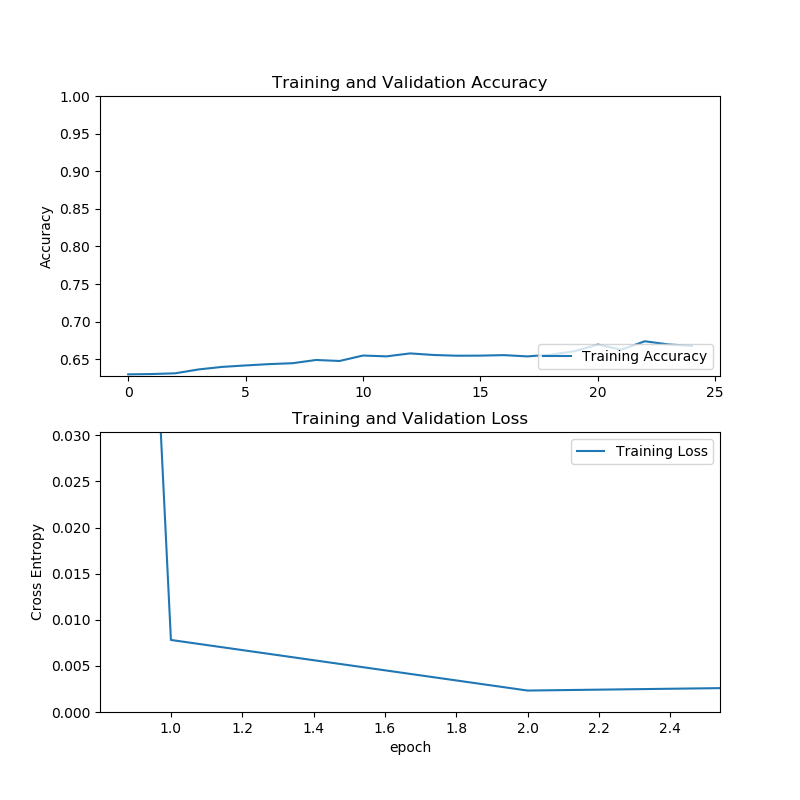 Training and Validation Accuracy
1.00
0.95
0.90
0.85
0.80
0.75
0.70
0.65
Accuracy
Training Accuracy
0 5 10 15 20 25
Training and Validation Loss
0.030
0.025
0.020
0.015
0.010
0.005
0.000
Cross Entropy
Training Loss
1.0 1.2 1.4 1.6 1.8 2.0 2.2 2.4
epoch